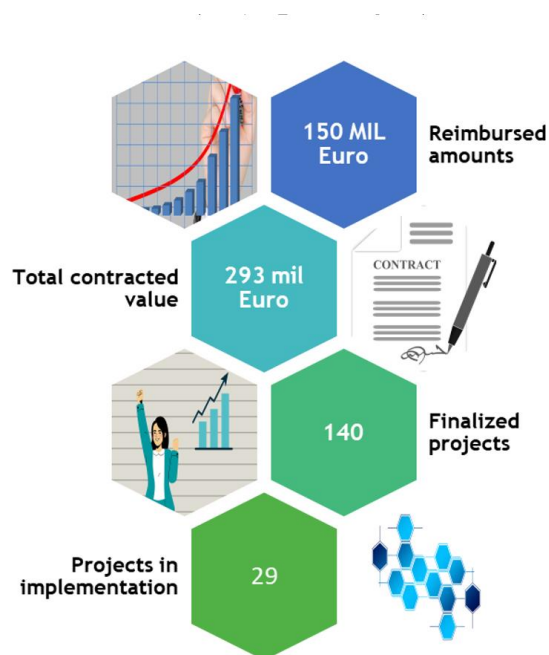 150 MIL
Euro
Reimbursed
amounts
Total contracted
value
293 mil
Euro
CONTRACT
140
Finalized
projects
Projects in
implementation
29